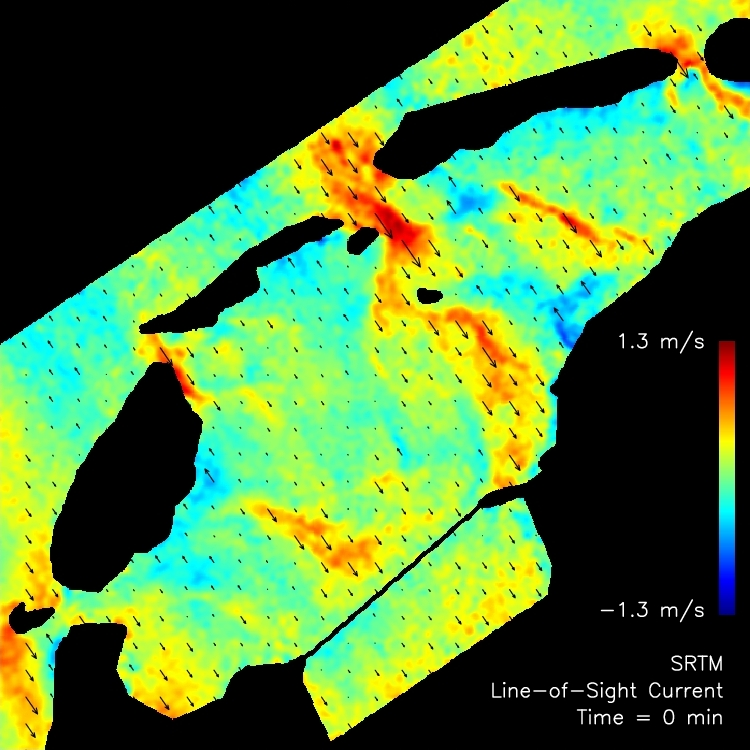 1.3 m/s
−1.3 m/s
SRTM
Line−of−Sight Current
Time = 0 min